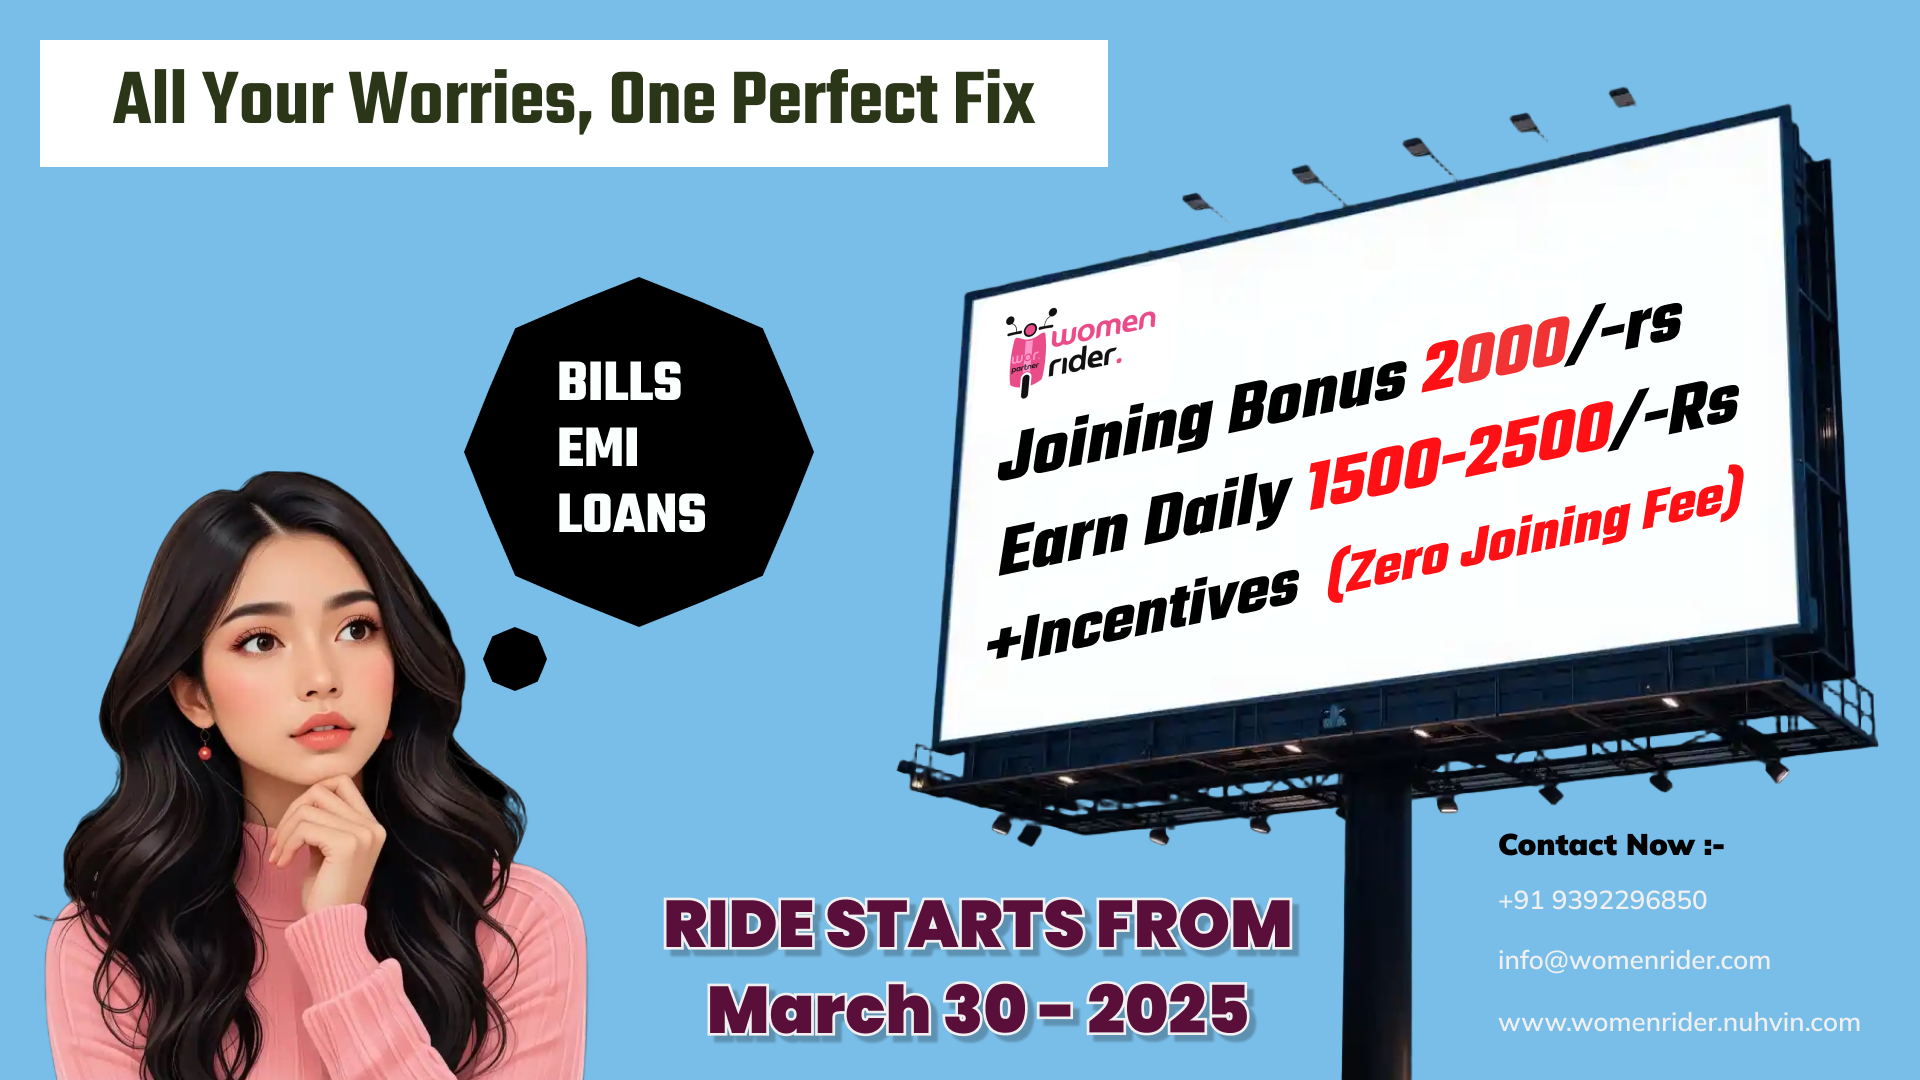 All Your Worries, One Perfect Fix
BILLS
EMI
LOANS
women
rider.
wor
partner
Joining Bonus 2000/-rs
Earn Daily 1500-2500/-Rs
+Incentives (Zero Joining Fee)
RIDE STARTS FROM
March 30 - 2025
Contact Now :-
+91 9392296850
info@womenrider.com
www.womenrider.nuhvin.com